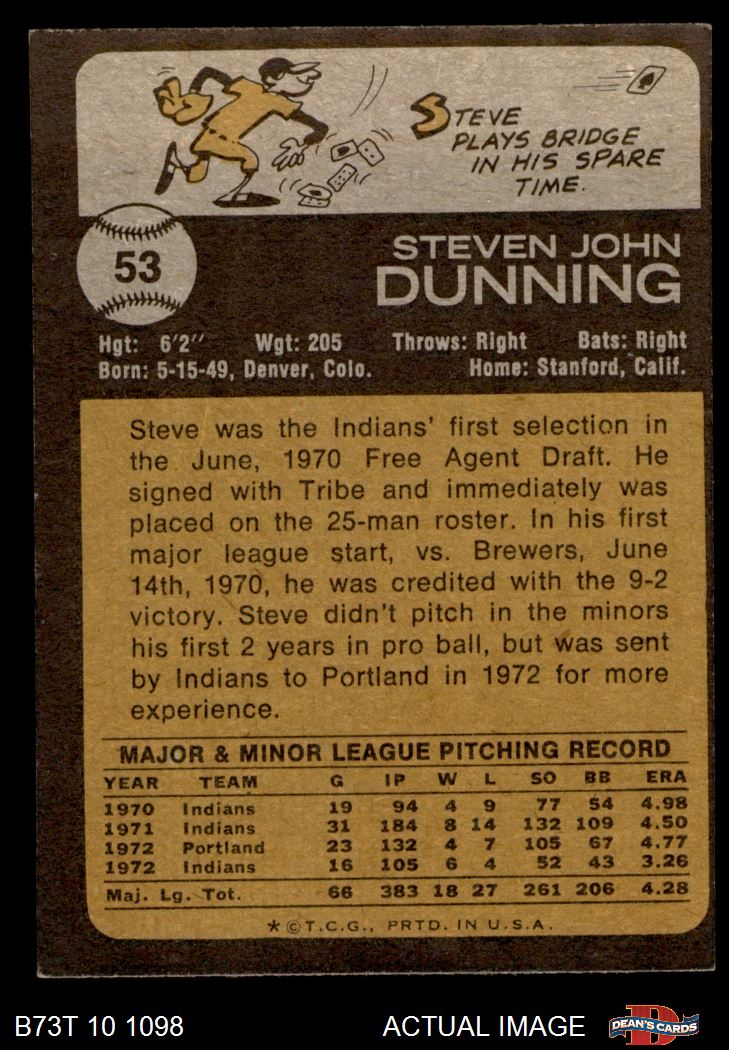 STEVE
PLAYS BRIDGE
IN HIS SPARE
TIME.
53
STEVEN JOHN
DUNNING
Hgt: 6'2'' Wgt: 205 Throws: Right Bats: Right
Born: 5-15-49, Denver, Colo. Home: Stanford, Calif.
Steve was the Indians' first selection in
the June, 1970 Free Agent Draft. He
signed with Tribe and immediately was
placed on the 25-man roster. In his first
major league start, vs. Brewers, June
14th, 1970, he was credited with the 9-2
victory. Steve didn't pitch in the minors
his first 2 years in pro ball, but was sent
by Indians to Portland in 1972 for more
experience.
MAJOR & MINOR LEAGUE PITCHING RECORD
YEAR TEAM G IP W L SO BB ERA
1970 Indians 19 94 4 9 77 54 4.98
1971 Indians 31 184 8 14 132 109 4.50
1972 Portland 23 132 4 7 105 67 4.77
1972 Indians 16 105 6 4 52 43 3.26
Maj. Lg. Tot. 66 383 18 27 261 206 4.28
*©T.C.G., PRTD. IN U.S.A.
B73T 10 1098 ACTUAL IMAGE D DEAN'S CARDS